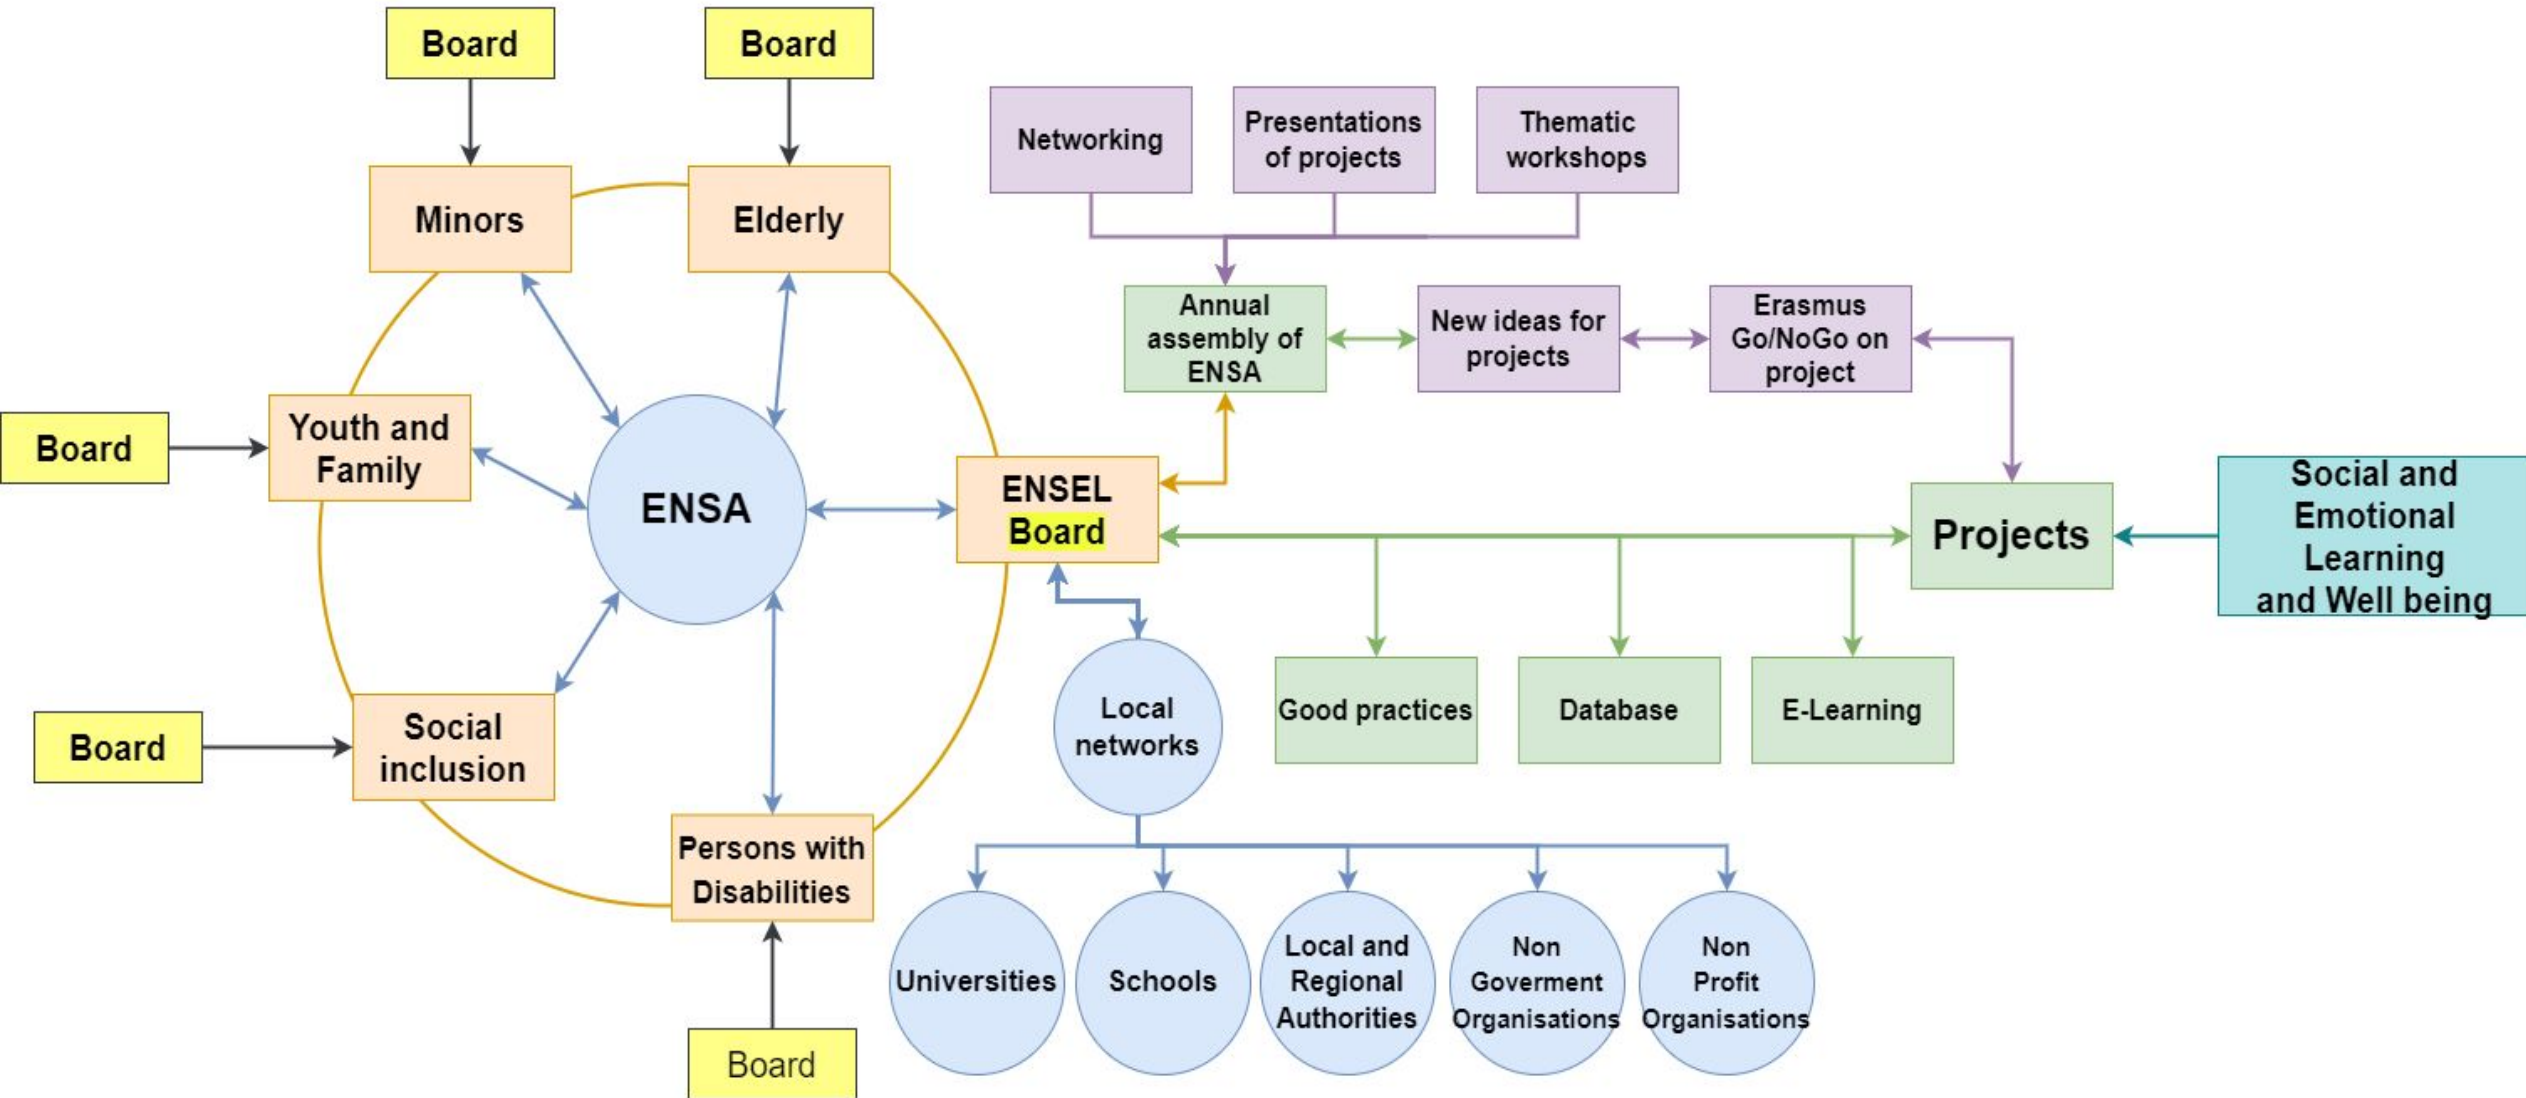 Board
Board
Networking
Presentations
of projects
Thematic
workshops
Minors
Elderly
Annual
assembly of
ENSA
New ideas for
projects
Erasmus
Go/NoGo on
project
Board
Youth and
Family
ENSA
ENSEL
Board
Projects
Social and
Emotional
Learning
and Well being
Board
Social
inclusion
Local
networks
Good practices
Database
E-Learning
Persons with
Disabilities
Universities
Schools
Local and
Regional
Authorities
Non
Goverment
Organisations
Non
Profit
Organisations
Board